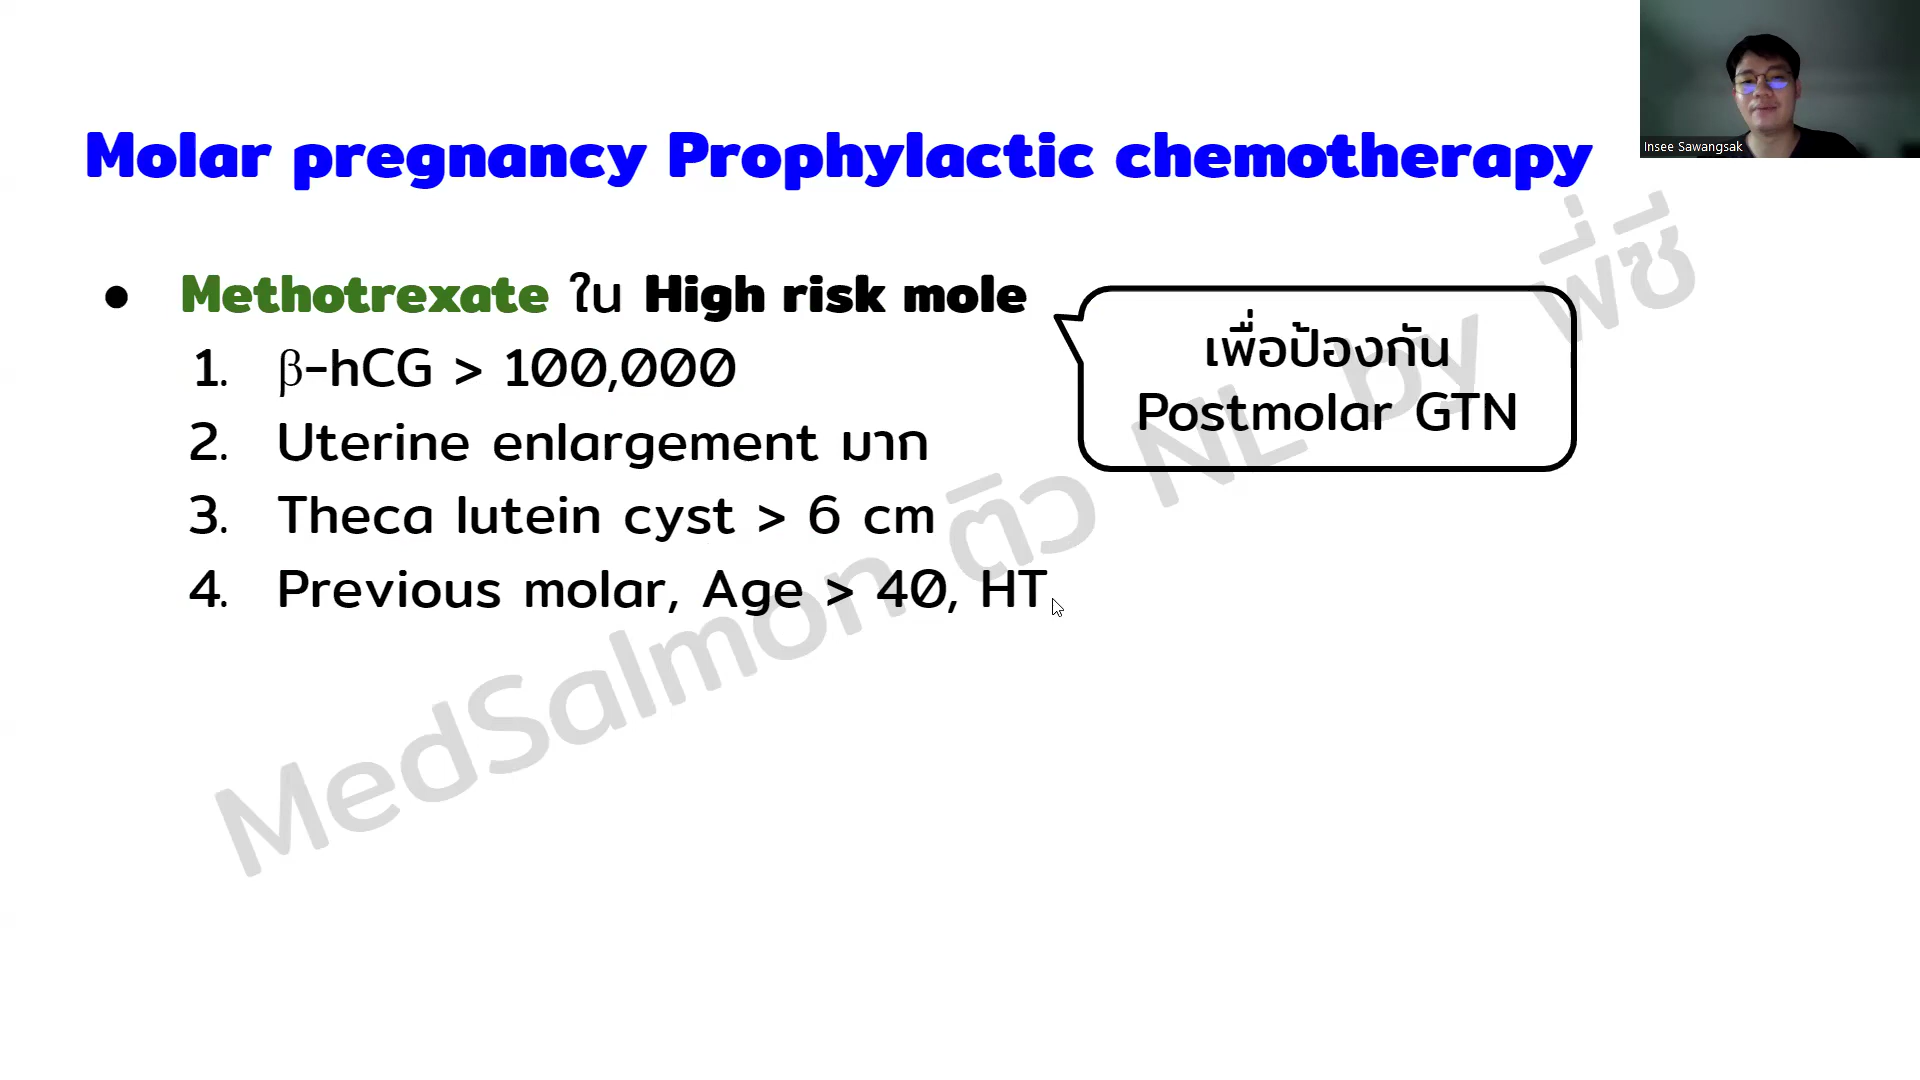 Insee Sawangsak
Molar pregnancy Prophylactic chemotherapy
● Methotrexate ใน High risk mole
1. β-hCG > 100,000
2. Uterine enlargement มาก
3. Theca lutein cyst > 6 cm
4. Previous molar, Age > 40, HT
เพื่อป้องกัน
Postmolar GTN
MedSalmon ติว NL by พี่ซี